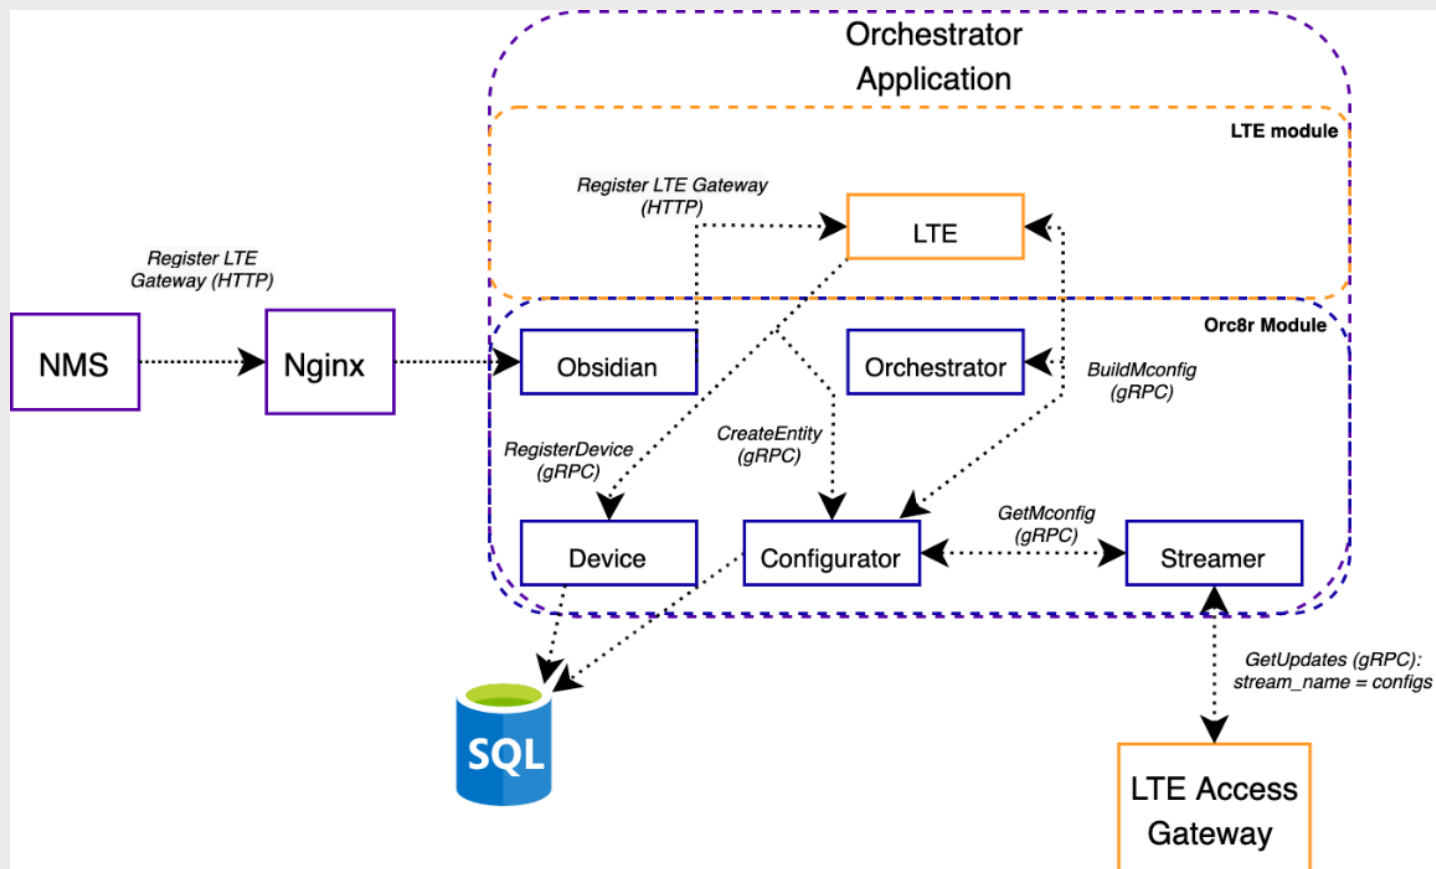 Orchestrator
Application
LTE module
Register LTE Gateway
(HTTP)
LTE
Register LTE
Gateway (HTTP)
Orc8r Module
NMS
Nginx
Obsidian
Orchestrator
BuildMconfig
(gRPC)
RegisterDevice
(gRPC)
CreateEntity
(gRPC)
GetMconfig
(gRPC)
Device
Configurator
Streamer
GetUpdates (gRPC):
stream_name = configs
SQL
LTE Access
Gateway